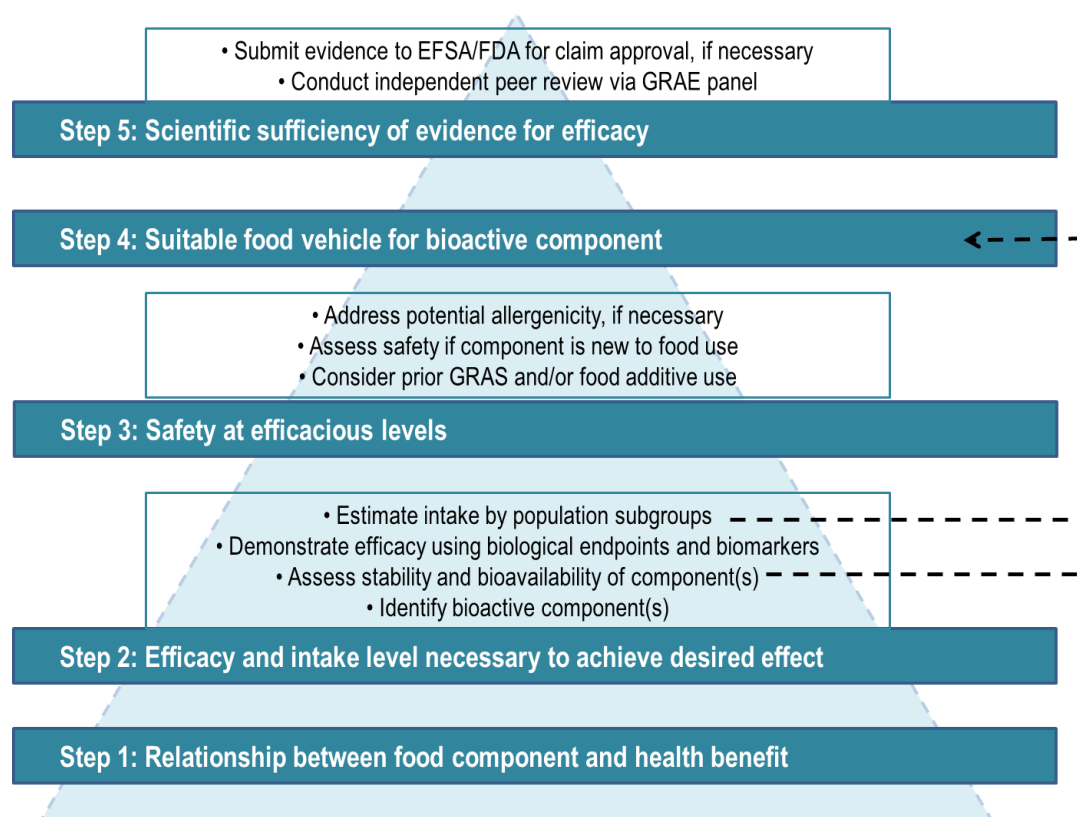 • Submit evidence to EFSA/FDA for claim approval, if necessary
• Conduct independent peer review via GRAE panel
Step 5: Scientific sufficiency of evidence for efficacy
Step 4: Suitable food vehicle for bioactive component
• Address potential allergenicity, if necessary
• Assess safety if component is new to food use
• Consider prior GRAS and/or food additive use
Step 3: Safety at efficacious levels
• Estimate intake by population subgroups
• Demonstrate efficacy using biological endpoints and biomarkers
• Assess stability and bioavailability of component(s)
• Identify bioactive component(s)
Step 2: Efficacy and intake level necessary to achieve desired effect
Step 1: Relationship between food component and health benefit